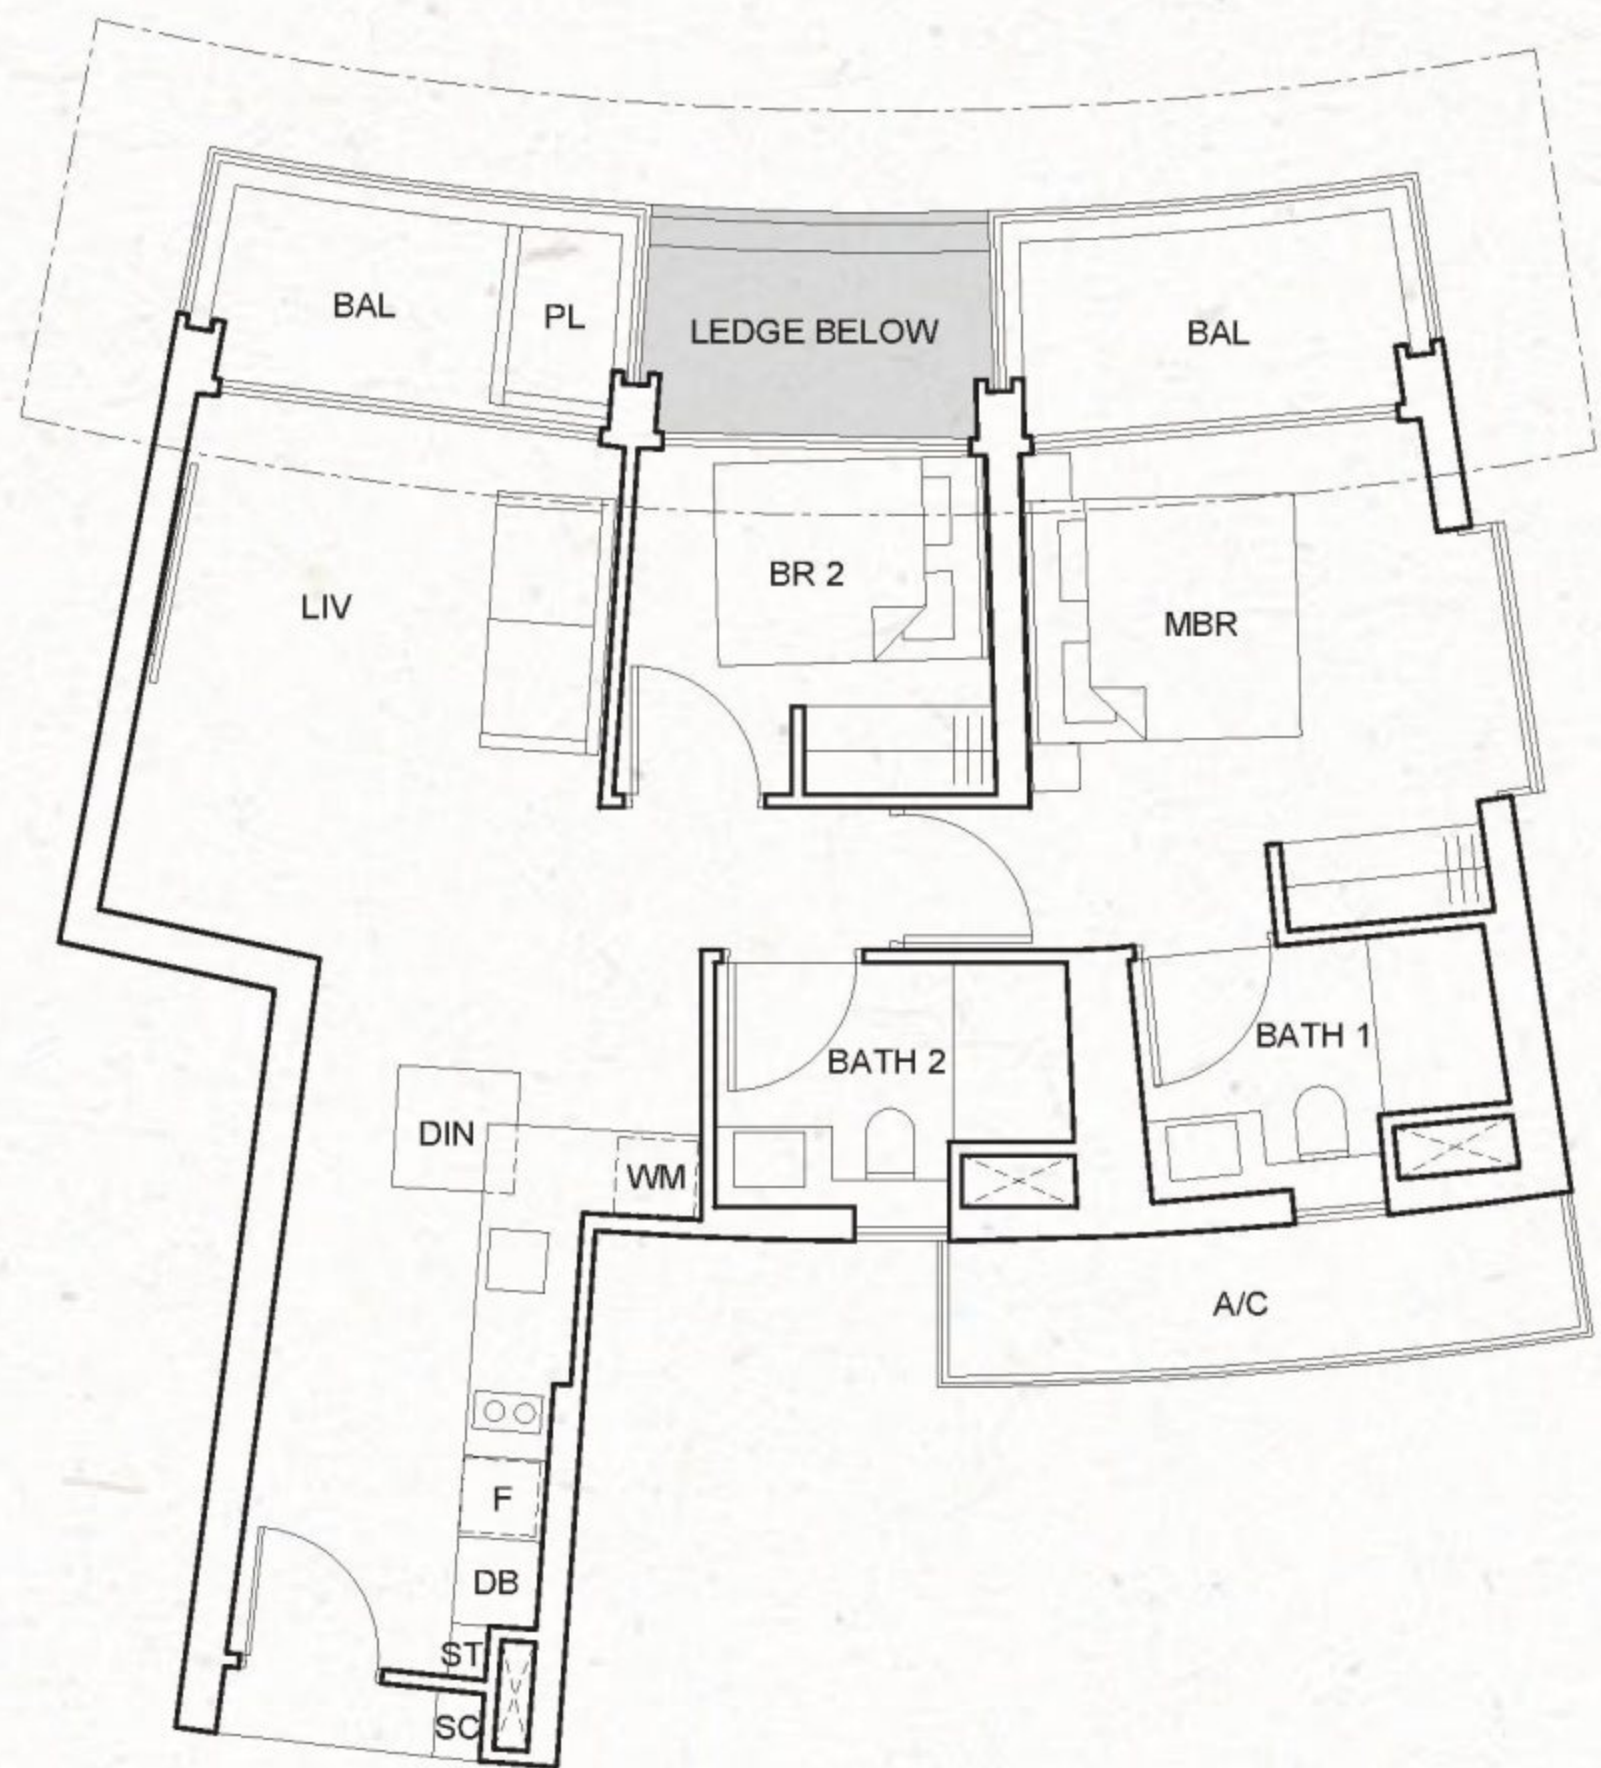 BAL
PL
LEDGE BELOW
BAL
LIV
BR 2
MBR
BATH 2
BATH 1
DIN
WM
A/C
F
DB
ST
SC